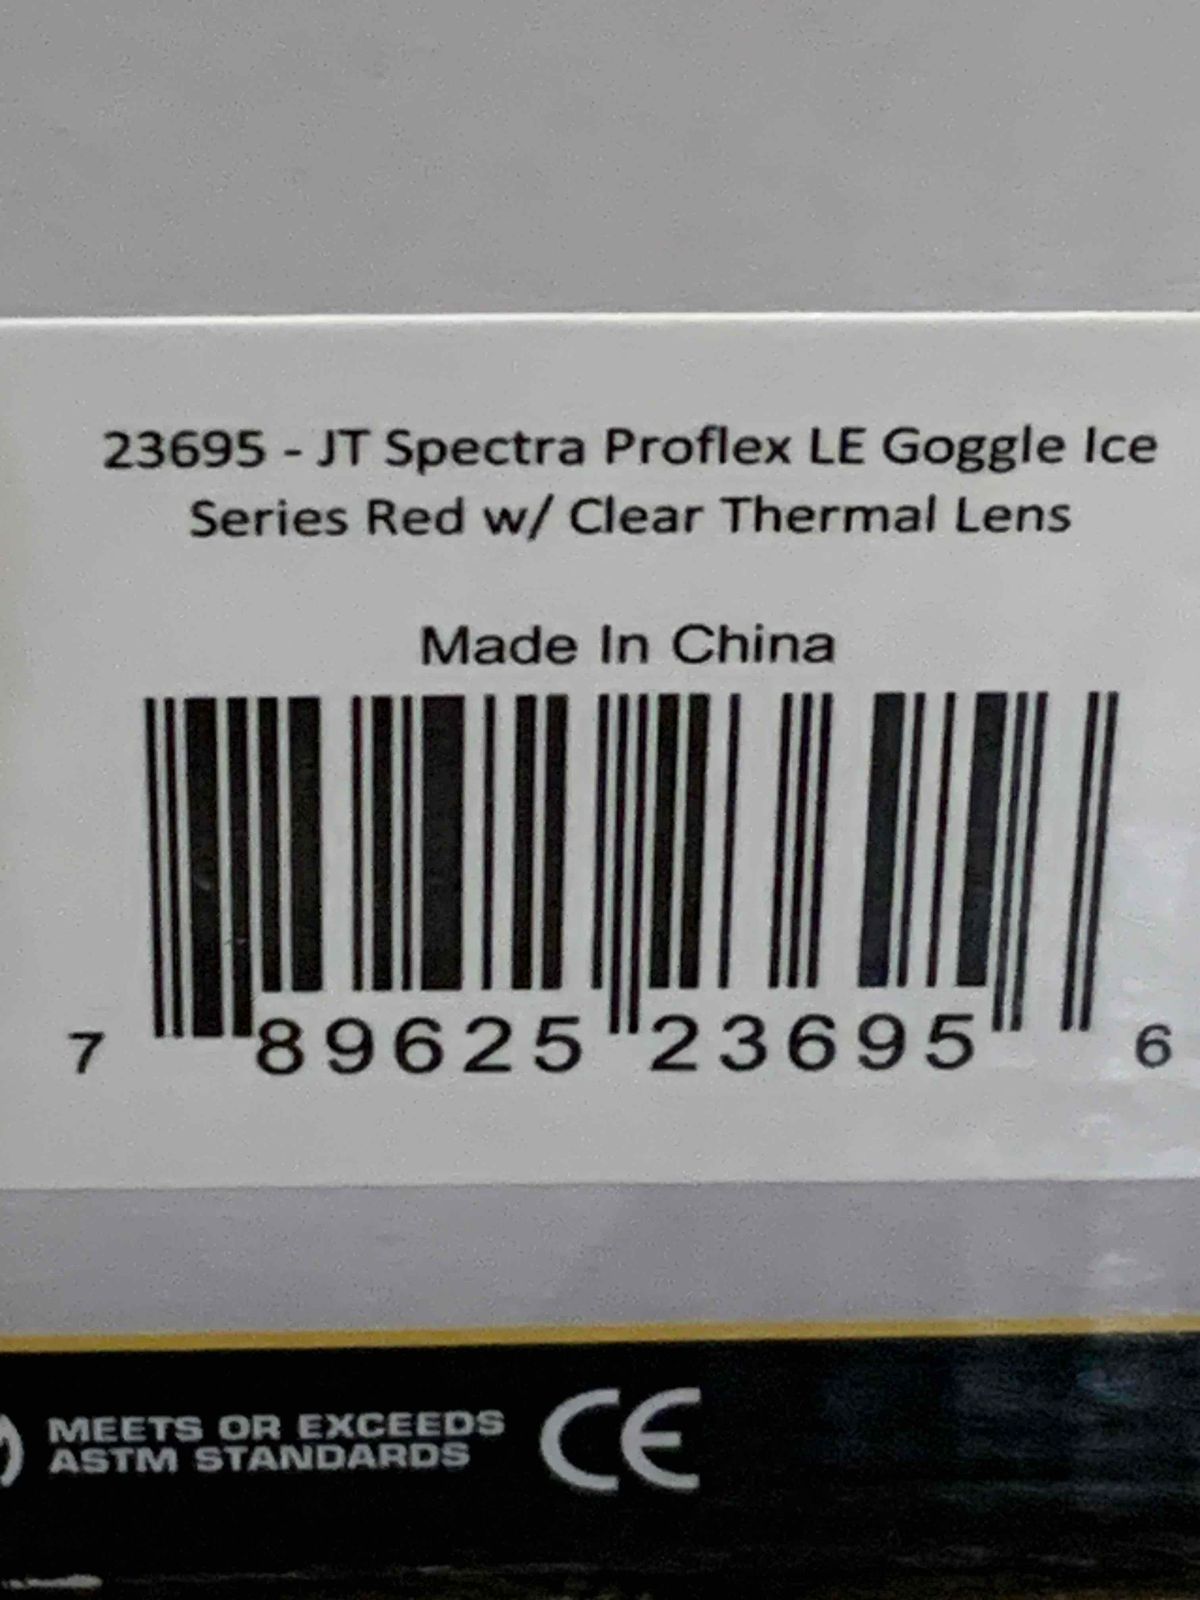 23695 - JT Spectra Proflex LE Goggle Ice
Series Red w/ Clear Thermal Lens
Made In China
7 89625 23695 6
MEETS OR EXCEEDS
ASTM STANDARDS
CE